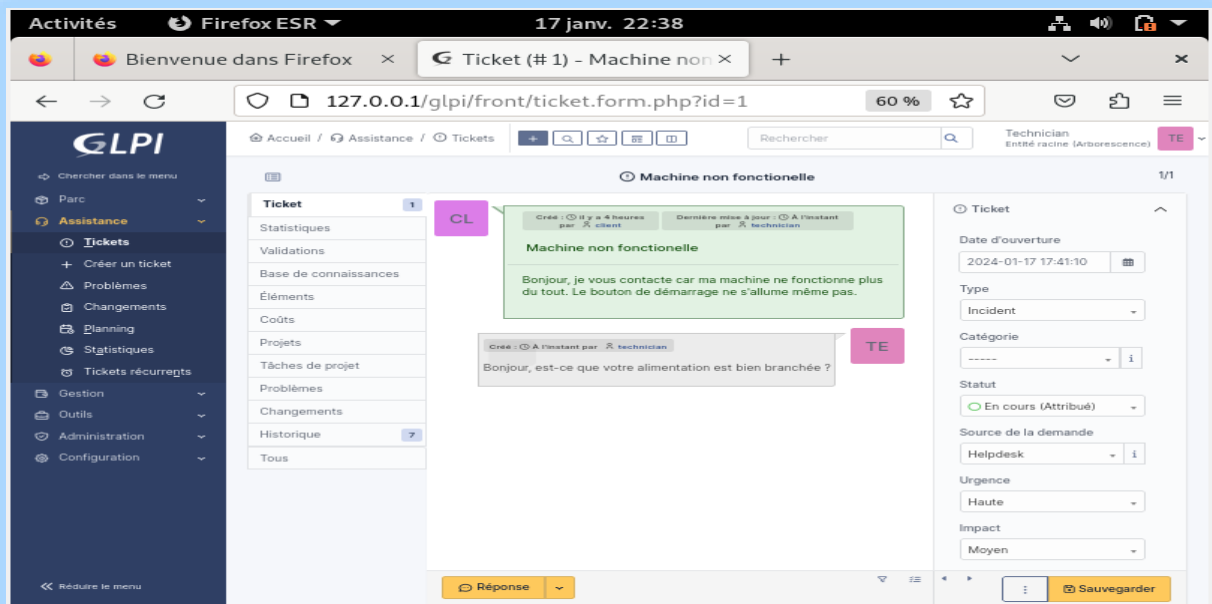 Activités Firefox ESR 17 janv. 22:38
Bienvenue dans Firefox × Ticket (#1) - Machine non ×
127.0.0.1/glpi/front/ticket.form.php?id=1 60 %
GLPI
Accueil / Assistance / Tickets
Rechercher
Technician
Entité racine (Arborescence)
TE
Chercher dans le menu
Parc
Assistance
Tickets
Créer un ticket
Problèmes
Changements
Planning
Statistiques
Tickets récurrents
Gestion
Outils
Administration
Configuration
Réduire le menu
Machine non fonctionelle
1/1
Ticket 1
Statistiques
Validations
Base de connaissances
Éléments
Coûts
Projets
Tâches de projet
Problèmes
Changements
Historique 7
Tous
CL
Créé : Il y a 4 heures par client
Dernière mise à jour : À l'instant par technician
Machine non fonctionelle
Bonjour, je vous contacte car ma machine ne fonctionne plus
du tout. Le bouton de démarrage ne s'allume même pas.
Créé : À l'instant par technician
Bonjour, est-ce que votre alimentation est bien branchée ?
TE
Réponse
Ticket
Date d'ouverture
2024-01-17 17:41:10
Type
Incident
Catégorie
-----
i
Statut
En cours (Attribué)
Source de la demande
Helpdesk
i
Urgence
Haute
Impact
Moyen
Sauvegarder